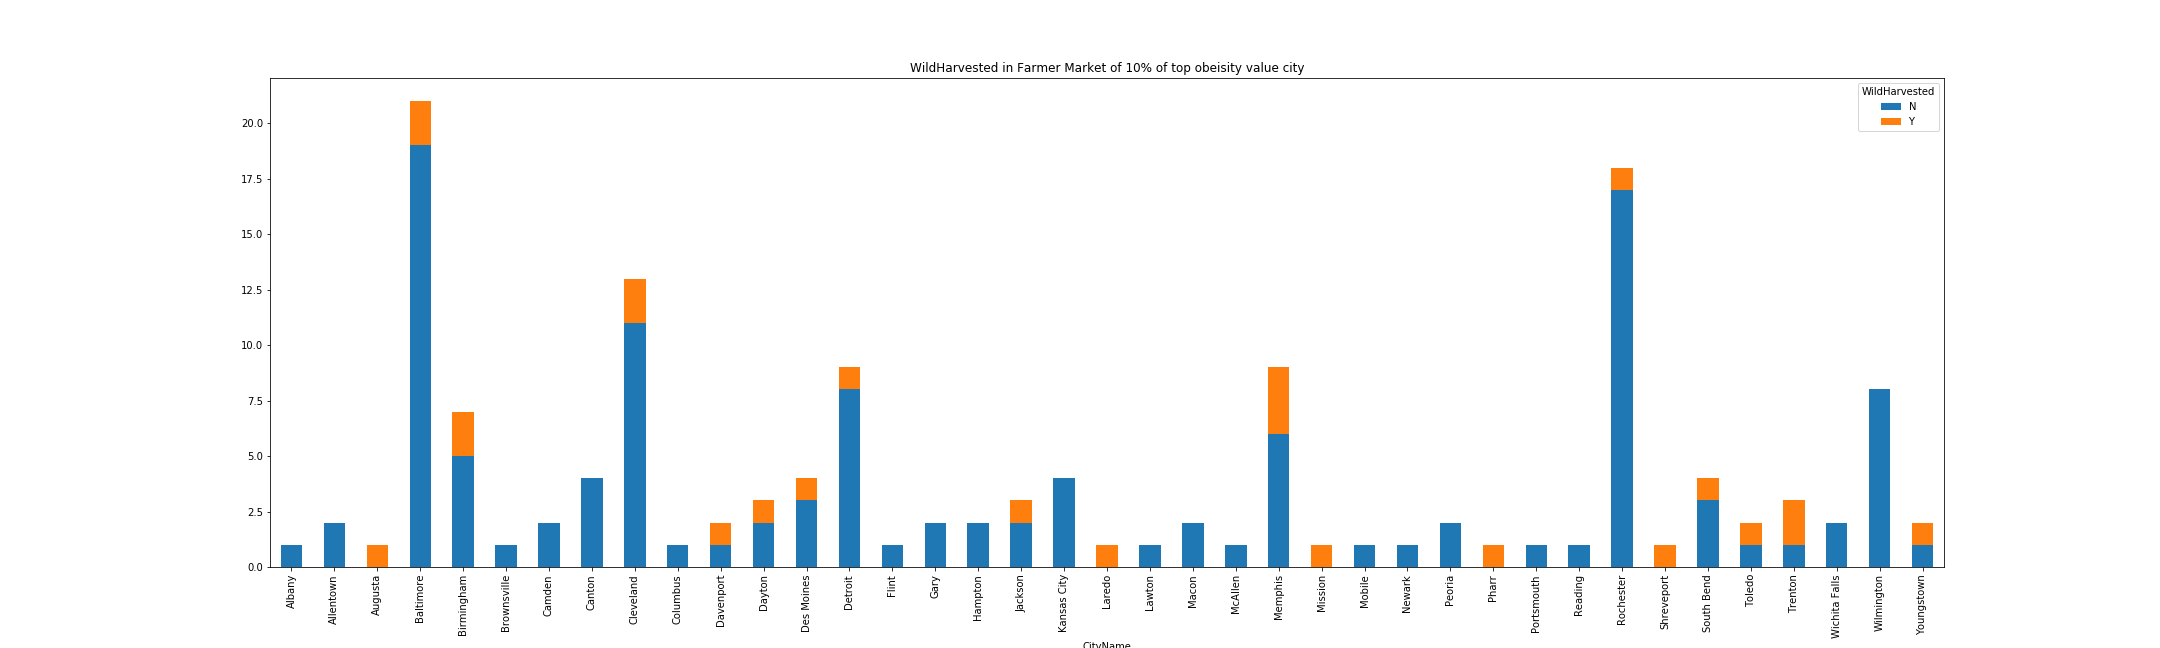 WildHarvested in Farmer Market of 10% of top obeisity value city
WildHarvested
N
Y
20.0
17.5
15.0
12.5
10.0
7.5
5.0
2.5
0.0
Albany
Allentown
Augusta
Baltimore
Birmingham
Brownsville
Camden
Canton
Cleveland
Columbus
Davenport
Dayton
Des Moines
Detroit
Flint
Gary
Hampton
Jackson
Kansas City
Laredo
Lawton
Macon
McAllen
Memphis
Mission
Mobile
Newark
Peoria
Pharr
Portsmouth
Reading
Rochester
Shreveport
South Bend
Toledo
Trenton
Wichita Falls
Wilmington
Youngstown
CityName